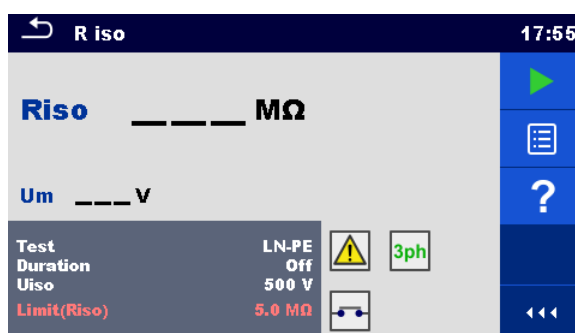 R iso 17:55
Riso ___ MΩ
Um ___ V
?
Test LN-PE
Duration Off
Uiso 500 V
Limit(Riso) 5.0 MΩ
3ph